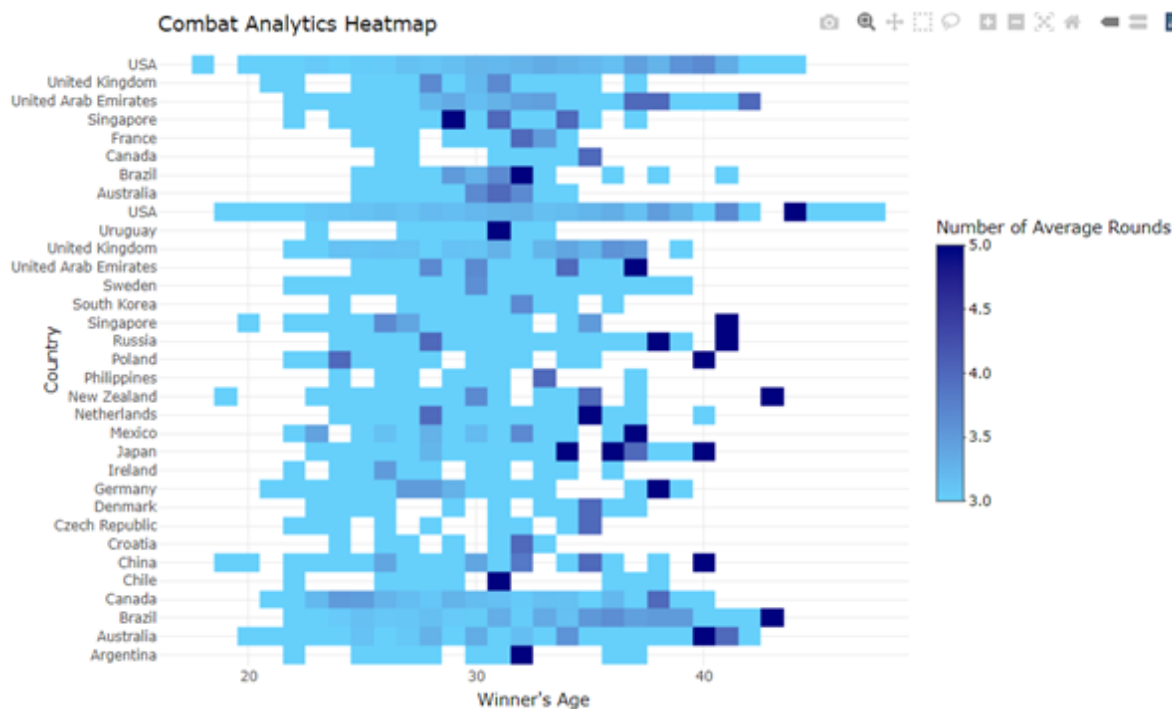 Combat Analytics Heatmap
USA
United Kingdom
United Arab Emirates
Singapore
France
Canada
Brazil
Australia
USA
Uruguay
United Kingdom
United Arab Emirates
Sweden
South Korea
Singapore
Russia
Poland
Philippines
New Zealand
Netherlands
Mexico
Japan
Ireland
Germany
Denmark
Czech Republic
Croatia
China
Chile
Canada
Brazil
Australia
Argentina
Country
20
30
40
Winner's Age
Number of Average Rounds
5.0
4.5
4.0
3.5
3.0